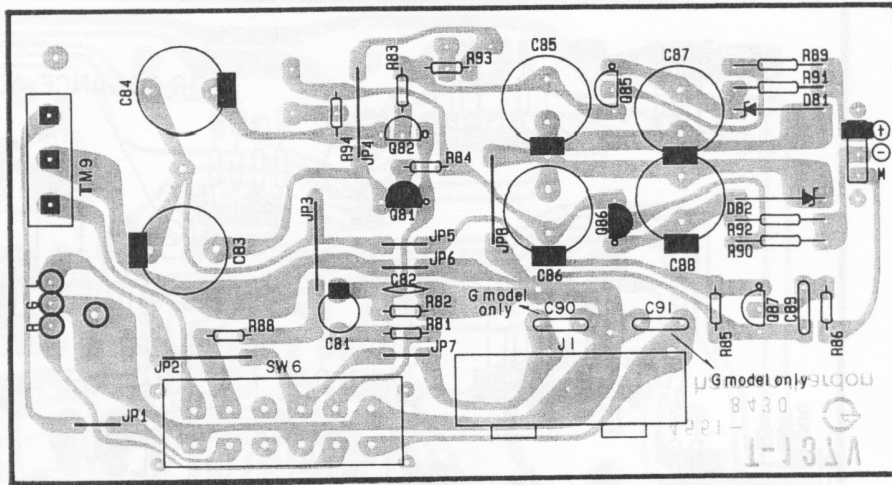 C84
R83
R93
C85
Q85
C87
R89
R91
D81
TM9
R94
JP4
Q82
R84
+
-
M
Q81
JP3
JP8
Q86
D82
R92
R90
C83
JP5
JP6
C86
C88
L
G
R
C82
G model
only
C90
C91
R82
R88
C81
R81
R85
Q87
C89
R86
JP2
SW6
JP7
J1
G model only
8430
JP1
T-137V